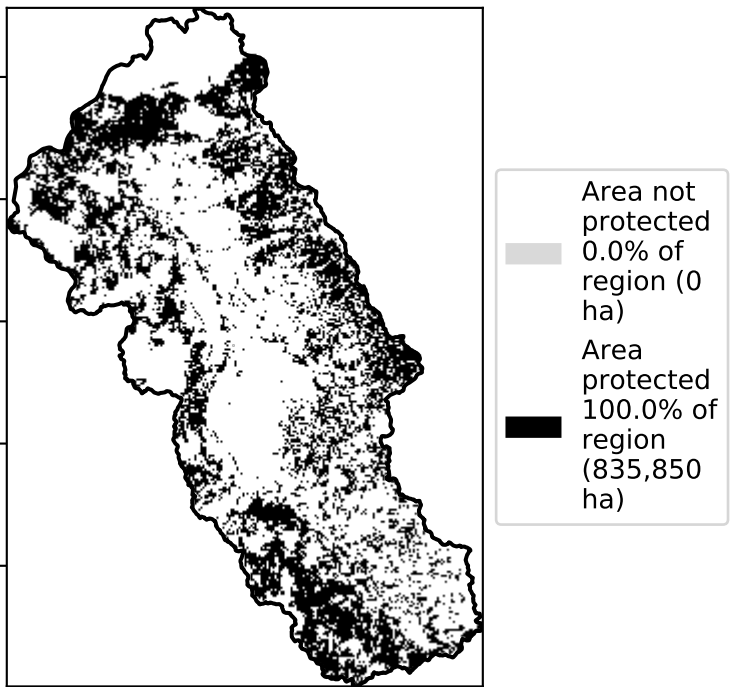 Area not
protected
0.0% of
region (0
ha)
Area
protected
100.0% of
region
(835,850
ha)